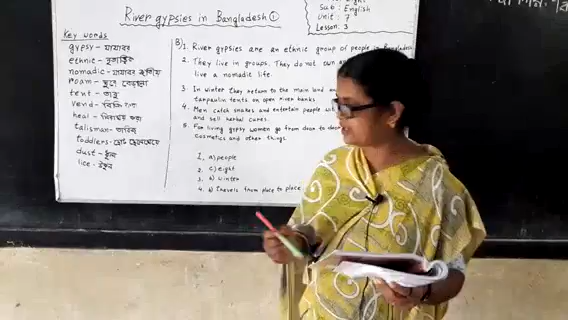 River gypsies in Bangladesh ①
Sub : English
Unit : 7
Lesson : 3
Key words
gypsy - যাযাবর
ethnic - নৃতাত্ত্বিক
nomadic - যাযাবর জাতীয়
roam - ঘুরে বেড়ানো
tent - তাবু
vend - বিক্রি করা
heal - নিরাময় করা
talisman - তাবিজ
toddlers - ছোট ছেলেমেয়ে
dust - ধুলা
lice - উকুন
B) 1. River gypsies are an ethnic group of people in Bangladesh
2. They live in groups. They do not own
live a nomadic life.
3. In winter they return to the main land
tarpaulin tents on open river banks
4. Men catch snakes and entertain people
and sell herbal cures.
5. For living gypsy women go from door to door
cosmetics and other things.
1. a) people
2. c) eight
3. a) winter
4. b) travels from place to place